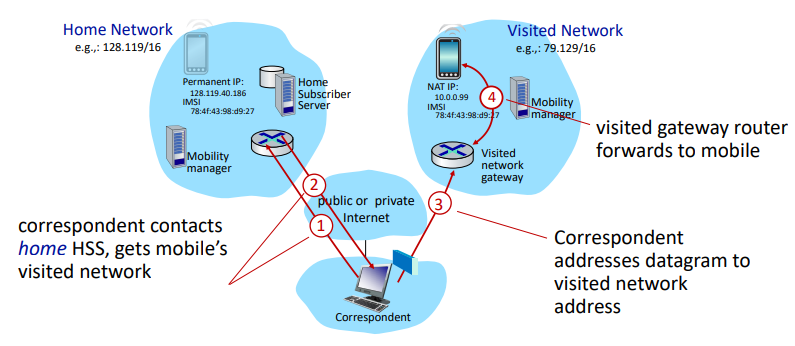 Home Network
e.g.,: 128.119/16
Permanent IP:
128.119.40.186
IMSI
78:4f:43:98:d9:27
Home
Subscriber
Server
Mobility
manager
Visited Network
e.g.,: 79.129/16
NAT IP:
10.0.0.99
IMSI
78:4f:43:98:d9:27
Mobility
manager
4
visited gateway router
forwards to mobile
Visited
network
gateway
2
public or private
Internet
1
3
correspondent contacts
home HSS, gets mobile’s
visited network
Correspondent
addresses datagram to
visited network
address
Correspondent